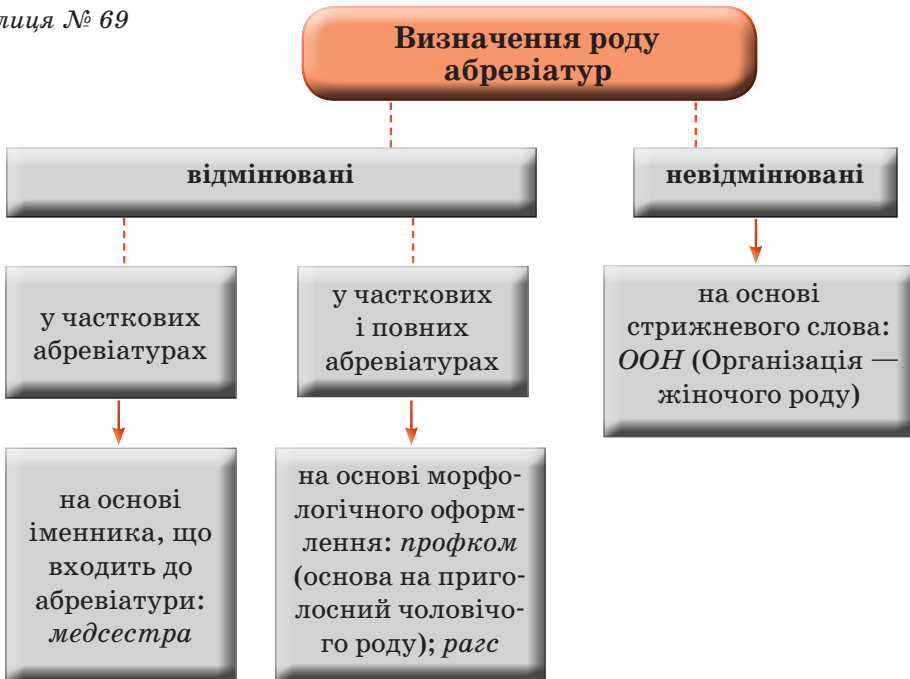 № 69
Визначення роду
абревіатур
відмінювані
невідмінювані
у часткових
абревіатурах
у часткових
і повних
абревіатурах
на основі
стрижневого слова:
ООН (Організація —
жіночого роду)
на основі
іменника, що
входить до
абревіатури:
медсестра
на основі морфо-
логічного оформ-
лення: профком
(основа на приго-
лосний чоловічо-
го роду); рагс